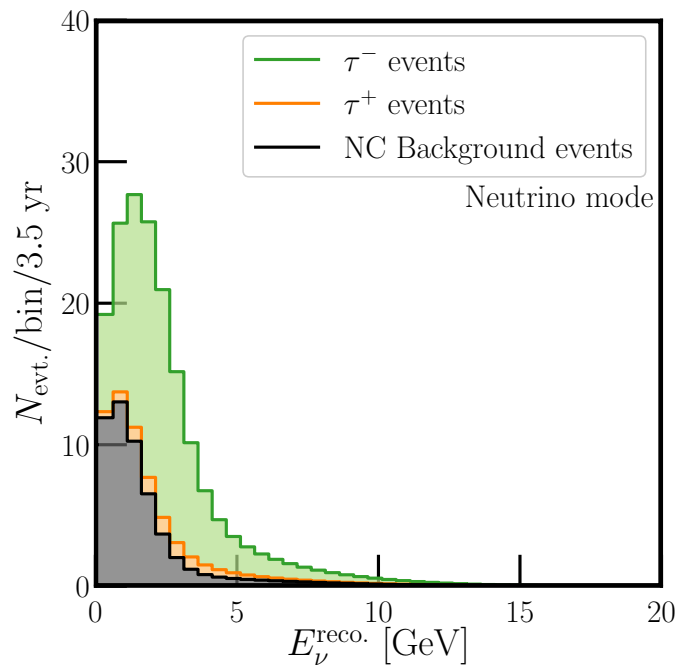 40
30
20
10
0
N_evt./bin/3.5 yr
τ⁻ events
τ⁺ events
NC Background events
Neutrino mode
0 5 10 15 20
E_ν^reco. [GeV]